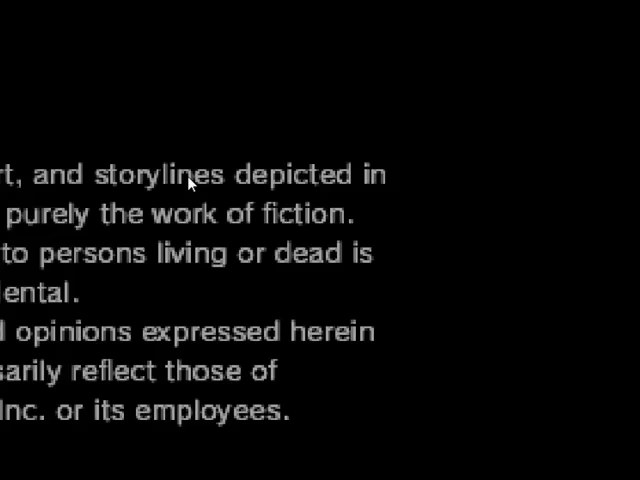 rt, and storylines depicted in
purely the work of fiction.
to persons living or dead is
dental.
l opinions expressed herein
sarily reflect those of
Inc. or its employees.